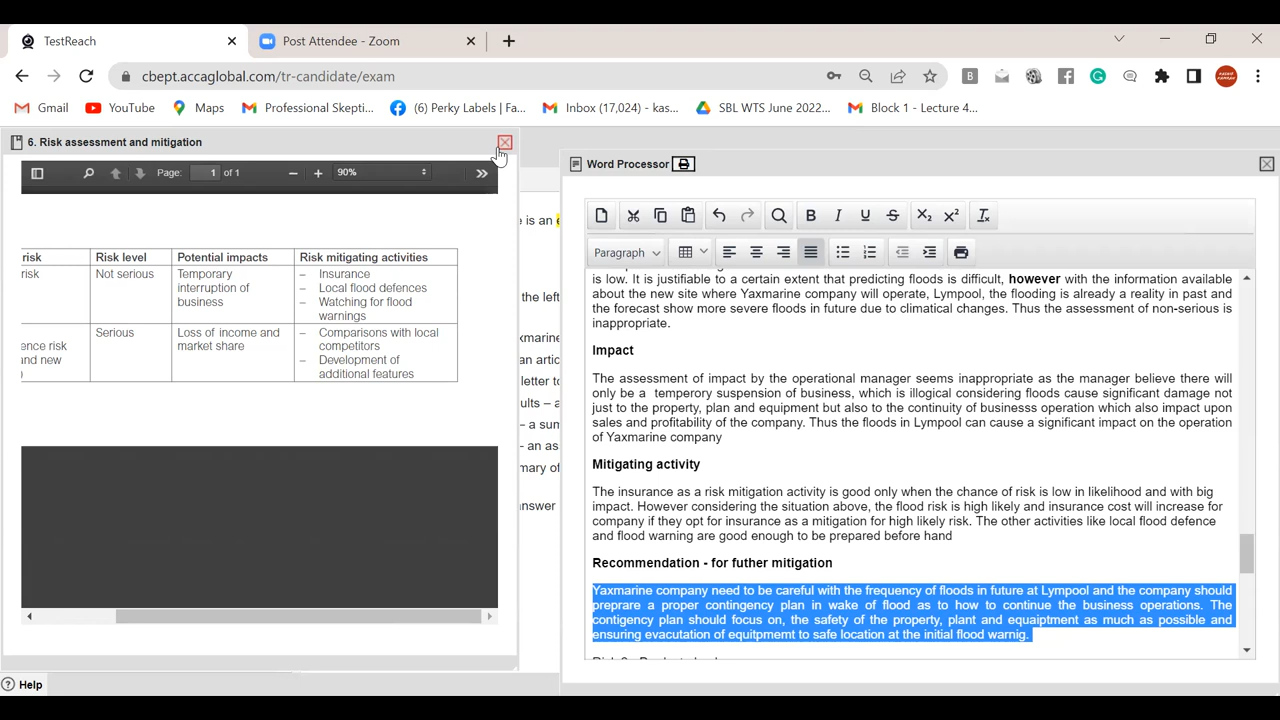 TestReach
Post Attendee - Zoom
cbept.accaglobal.com/tr-candidate/exam
Gmail
YouTube
Maps
Professional Skepti...
(6) Perky Labels | Fa...
Inbox (17,024) - kas...
SBL WTS June 2022...
Block 1 - Lecture 4...
6. Risk assessment and mitigation
Page: 1 of 1
90%
risk Risk level Potential impacts Risk mitigating activities
risk Not serious Temporary – Insurance
interruption of – Local flood defences
business – Watching for flood
warnings
Serious Loss of income and – Comparisons with local
ence risk market share competitors
and new – Development of
) additional features
e is an e
the left
xmarine
an artic
letter to
ults – a
– a sum
- an as
mary of
answer
Help
Word Processor
B I U S X₂ X² Tx
Paragraph
is low. It is justifiable to a certain extent that predicting floods is difficult, however with the information available
about the new site where Yaxmarine company will operate, Lympool, the flooding is already a reality in past and
the forecast show more severe floods in future due to climatical changes. Thus the assessment of non-serious is
inappropriate.
Impact
The assessment of impact by the operational manager seems inappropriate as the manager believe there will
only be a temperory suspension of business, which is illogical considering floods cause significant damage not
just to the property, plan and equipment but also to the continuity of businesss operation which also impact upon
sales and profitability of the company. Thus the floods in Lympool can cause a significant impact on the operation
of Yaxmarine company
Mitigating activity
The insurance as a risk mitigation activity is good only when the chance of risk is low in likelihood and with big
impact. However considering the situation above, the flood risk is high likely and insurance cost will increase for
company if they opt for insurance as a mitigation for high likely risk. The other activities like local flood defence
and flood warning are good enough to be prepared before hand
Recommendation - for futher mitigation
Yaxmarine company need to be careful with the frequency of floods in future at Lympool and the company should
preprare a proper contingency plan in wake of flood as to how to continue the business operations. The
contigency plan should focus on, the safety of the property, plant and equaiptment as much as possible and
ensuring evacutation of equitpmemt to safe location at the initial flood warnig.